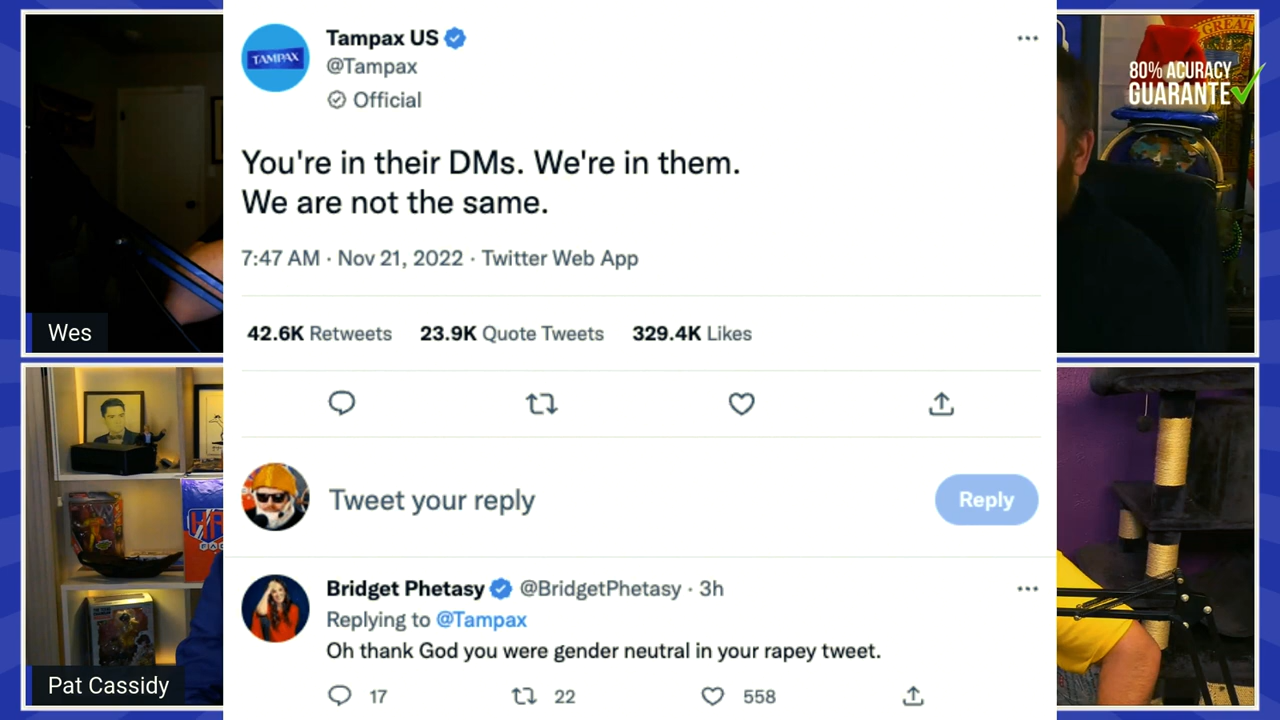 Tampax US
@Tampax
Official
TAMPAX
You're in their DMs. We're in them.
We are not the same.
7:47 AM · Nov 21, 2022 · Twitter Web App
42.6K Retweets 23.9K Quote Tweets 329.4K Likes
Tweet your reply
Reply
Bridget Phetasy @BridgetPhetasy · 3h
Replying to @Tampax
Oh thank God you were gender neutral in your rapey tweet.
17 22 558
Wes
Pat Cassidy
GREAT
80% ACURACY
GUARANTE